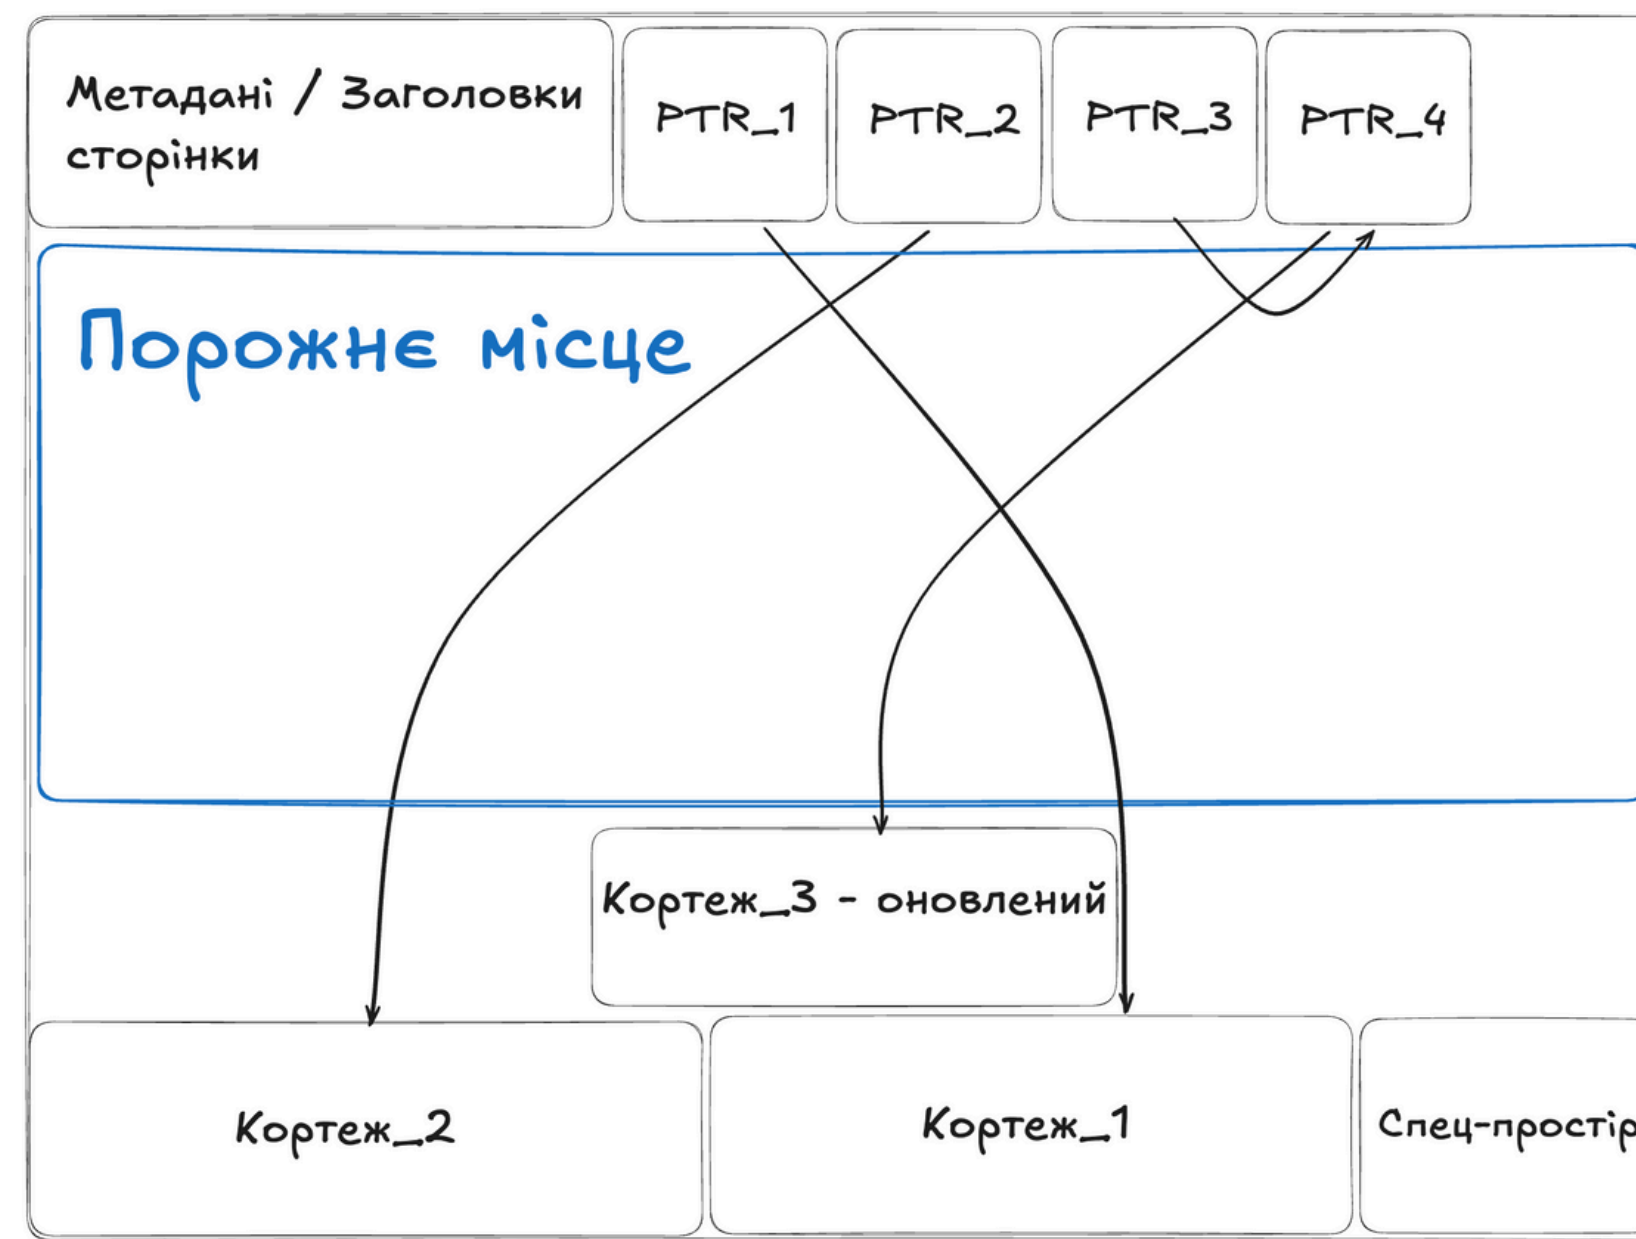 Метадані / Заголовки
сторінки
PTR_1
PTR_2
PTR_3
PTR_4
Порожнє місце
Кортеж_3 - оновлений
Кортеж_2
Кортеж_1
Спец-простір